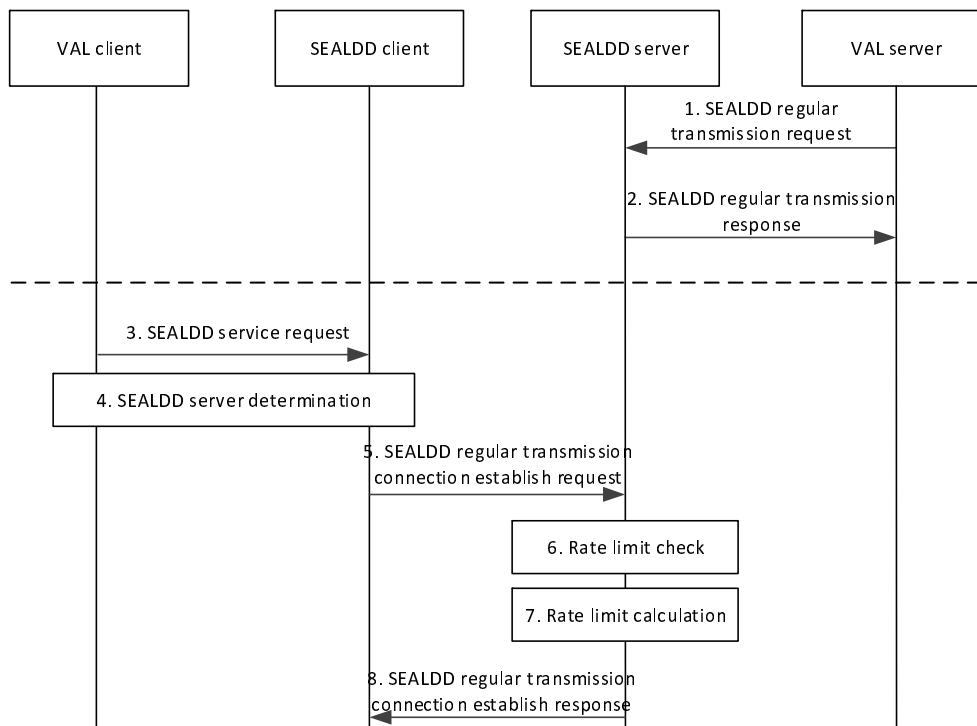 VAL client
SEALDD client
SEALDD server
VAL server
1. SEALDD regular
transmission request
2. SEALDD regular transmission
response
3. SEALDD service request
4. SEALDD server determination
5. SEALDD regular transmission
connection establish request
6. Rate limit check
7. Rate limit calculation
8. SEALDD regular transmission
connection establish response